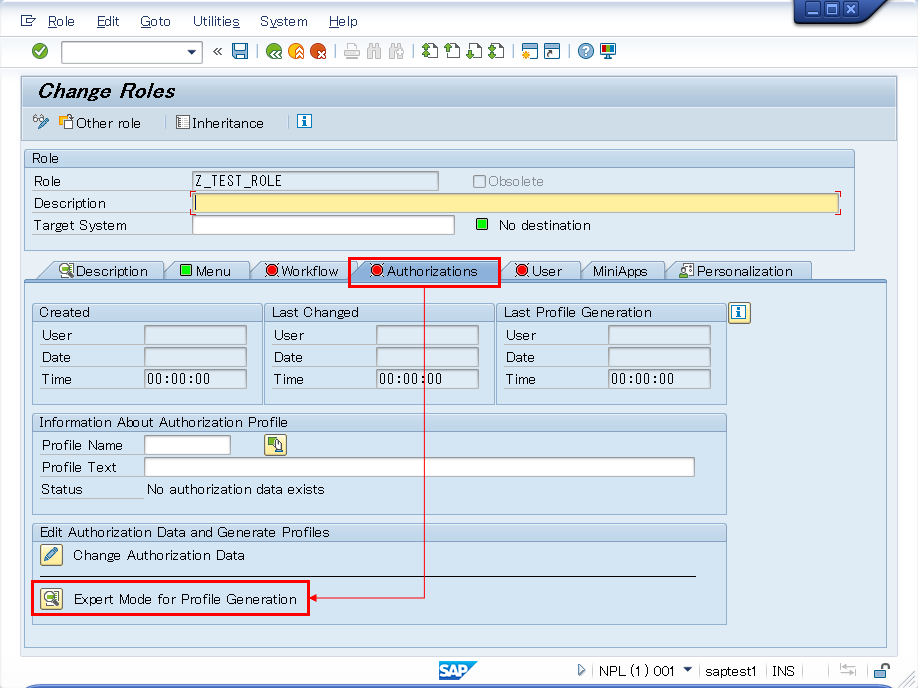 Role Edit Goto Utilities System Help
Change Roles
Other role Inheritance
Role
Role Z_TEST_ROLE Obsolete
Description
Target System No destination
Description Menu Workflow Authorizations User MiniApps Personalization
Created Last Changed Last Profile Generation
User User User
Date Date Date
Time 00:00:00 Time 00:00:00 Time 00:00:00
Information About Authorization Profile
Profile Name
Profile Text
Status No authorization data exists
Edit Authorization Data and Generate Profiles
Change Authorization Data
Expert Mode for Profile Generation
SAP NPL (1) 001 saptest1 INS